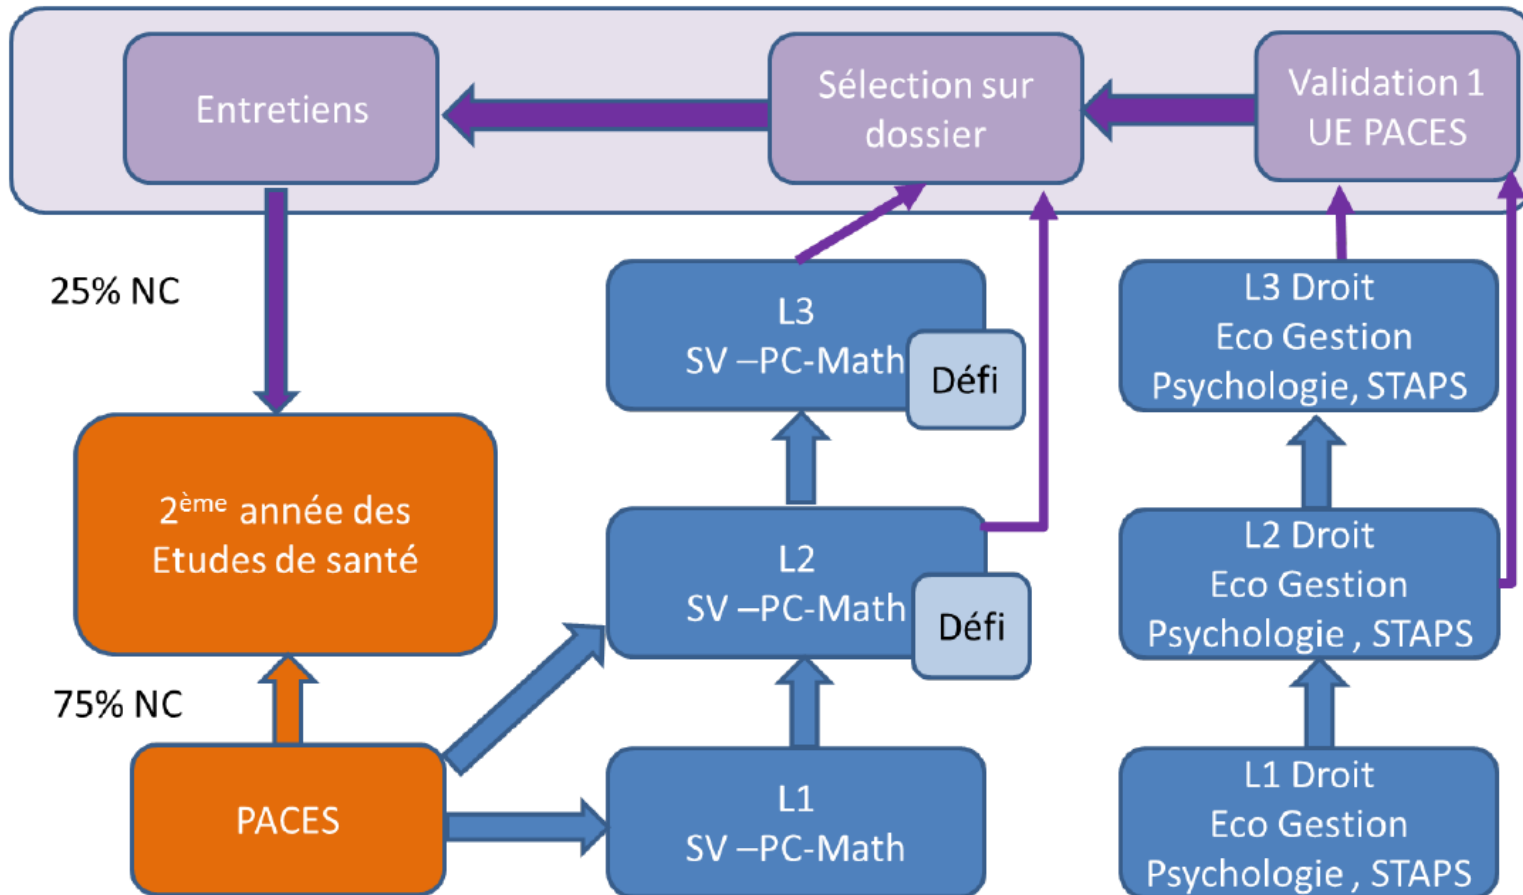 Entretiens
Sélection sur
dossier
Validation 1
UE PACES
25% NC
L3
SV –PC-Math
Défi
L3 Droit
Eco Gestion
Psychologie, STAPS
2ème année des
Etudes de santé
L2
SV –PC-Math
Défi
L2 Droit
Eco Gestion
Psychologie , STAPS
75% NC
PACES
L1
SV –PC-Math
L1 Droit
Eco Gestion
Psychologie, STAPS